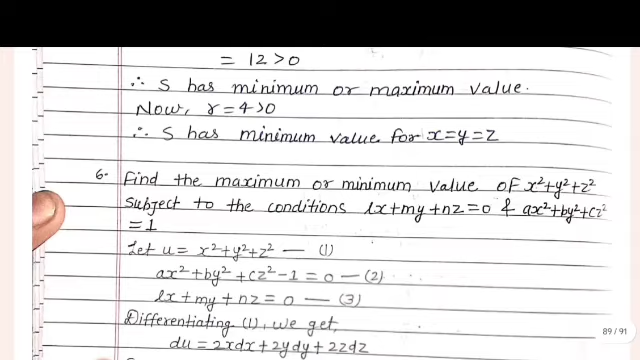 = 12 > 0
∴ S has minimum or maximum value.
Now, r = 4 > 0
∴ S has minimum value for x = y = z
6. Find the maximum or minimum value of x²+y²+z²
subject to the conditions lx+my+nz=0 & ax²+by²+cz²
=1
Let u = x²+y²+z² — (1)
ax²+by²+cz²-1=0 — (2)
lx+my+nz=0 — (3)
Differentiating (1), we get,
du = 2xdx+2ydy+2zdz
89 / 91